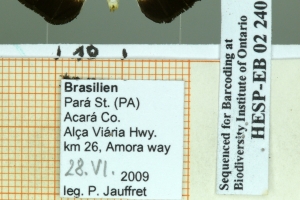 10
Brasilien
Pará St. (PA)
Acará Co.
Alça Viária Hwy.
km 26, Amora way
28.VI. 2009
leg. P. Jauffret
Sequenced for Barcoding at
Biodiversity Institute of Ontario
HESP-EB 02 240